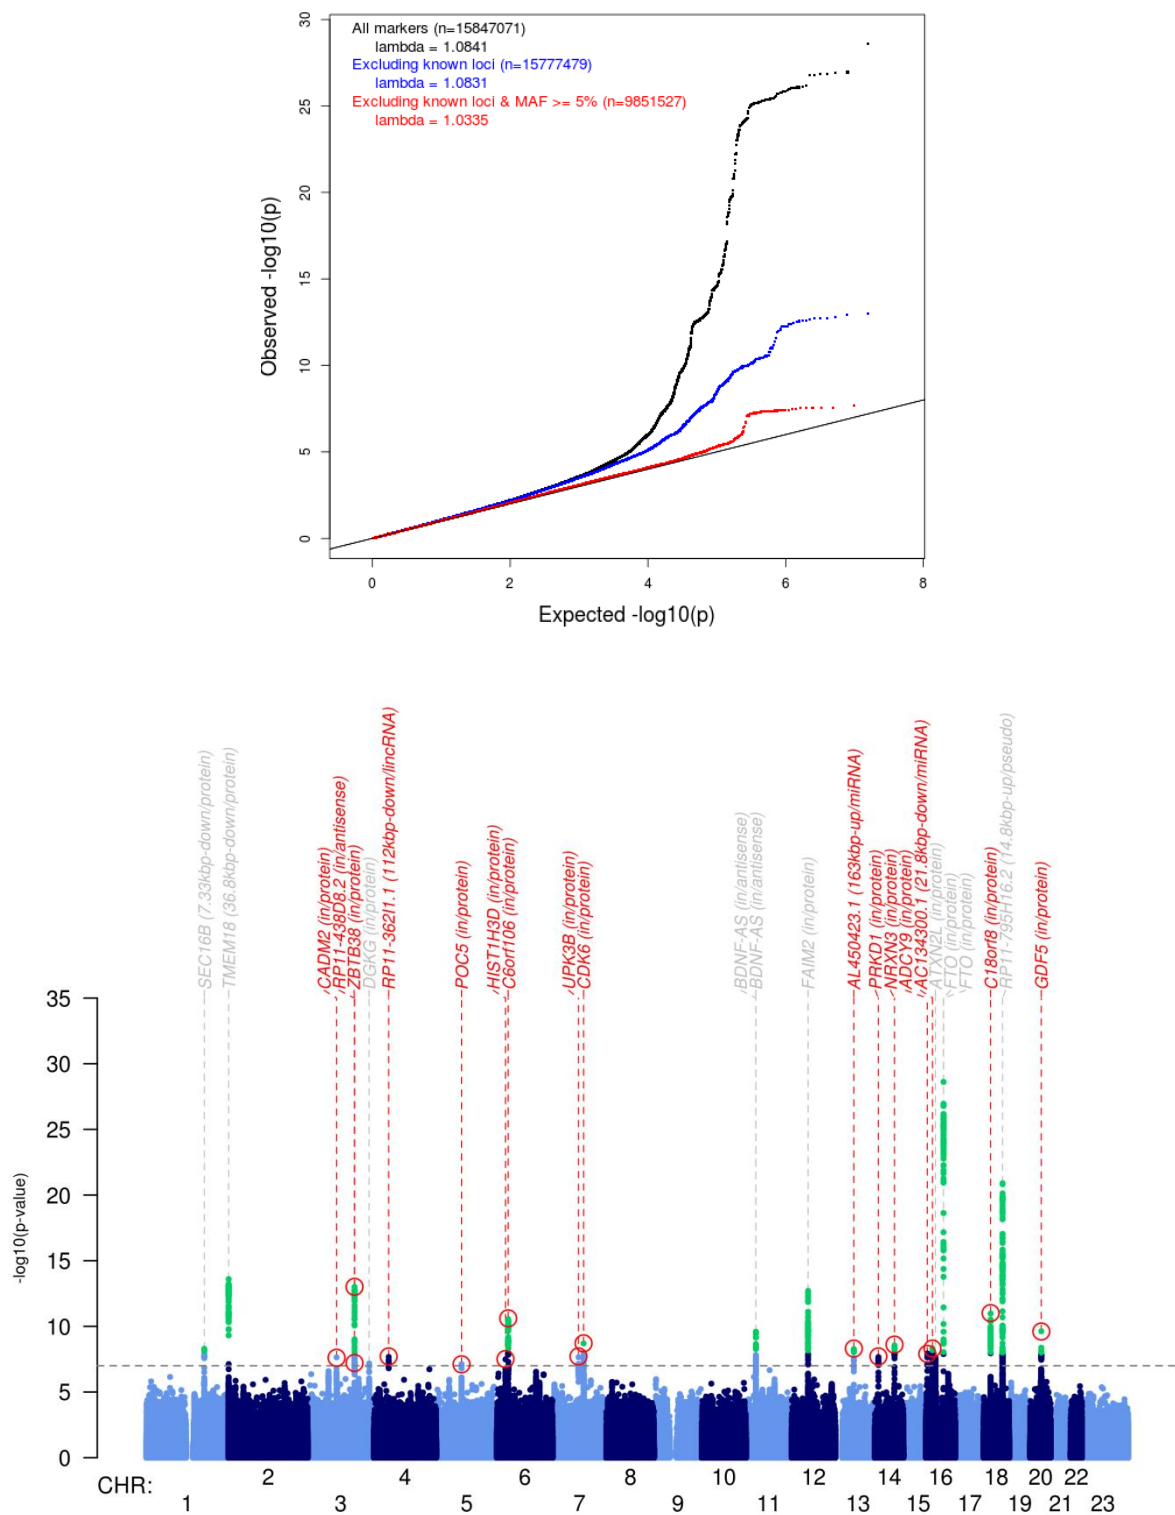 All markers (n=15847071)
lambda = 1.0841
Excluding known loci (n=15777479)
lambda = 1.0831
Excluding known loci & MAF >= 5% (n=9851527)
lambda = 1.0335
30
25
20
15
10
5
0
Observed -log10(p)
0 2 4 6 8
Expected -log10(p)
SEC16B (7.33kbp-down/protein)
TMEM18 (36.8kbp-down/protein)
CADM2 (in/protein)
RP11-438D8.2 (in/antisense)
ZBTB38 (in/protein)
DGKG (in/protein)
RP11-362I1.1 (112kbp-down/lincRNA)
POC5 (in/protein)
HIST1H3D (in/protein)
C6orf106 (in/protein)
UPK3B (in/protein)
CDK6 (in/protein)
BDNF-AS (in/antisense)
BDNF-AS (in/antisense)
FAIM2 (in/protein)
AL450423.1 (163kbp-up/miRNA)
PRKD1 (in/protein)
NRXN3 (in/protein)
ADCY9 (in/protein)
AC134300.1 (21.8kbp-down/miRNA)
ATXN2L (in/protein)
FTO (in/protein)
FTO (in/protein)
C18orf8 (in/protein)
RP11-795H16.2 (14.8kbp-up/pseudo)
GDF5 (in/protein)
35
30
25
20
15
10
5
0
-log10(p-value)
CHR:
2 4 6 8 10 12 14 16 18 20 22
1 3 5 7 9 11 13 15 17 19 21 23